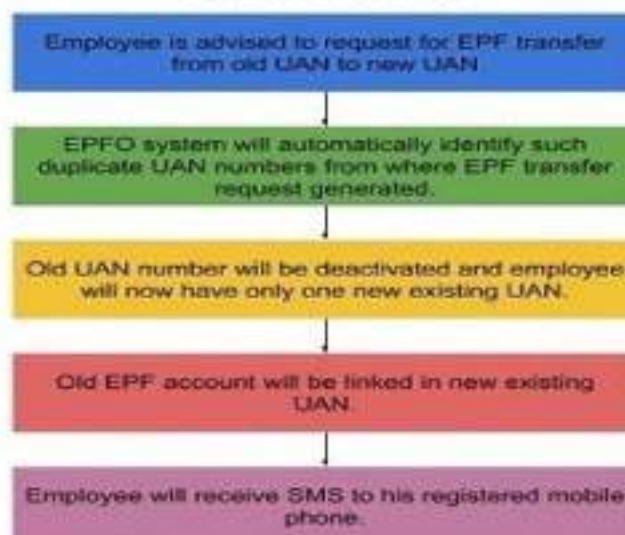 Employee is advised to request for EPF transfer
from old UAN to new UAN
EPFO system will automatically identify such
duplicate UAN numbers from where EPF transfer
request generated.
Old UAN number will be deactivated and employee
will now have only one new existing UAN.
Old EPF account will be linked in new existing
UAN.
Employee will receive SMS to his registered mobile
phone.